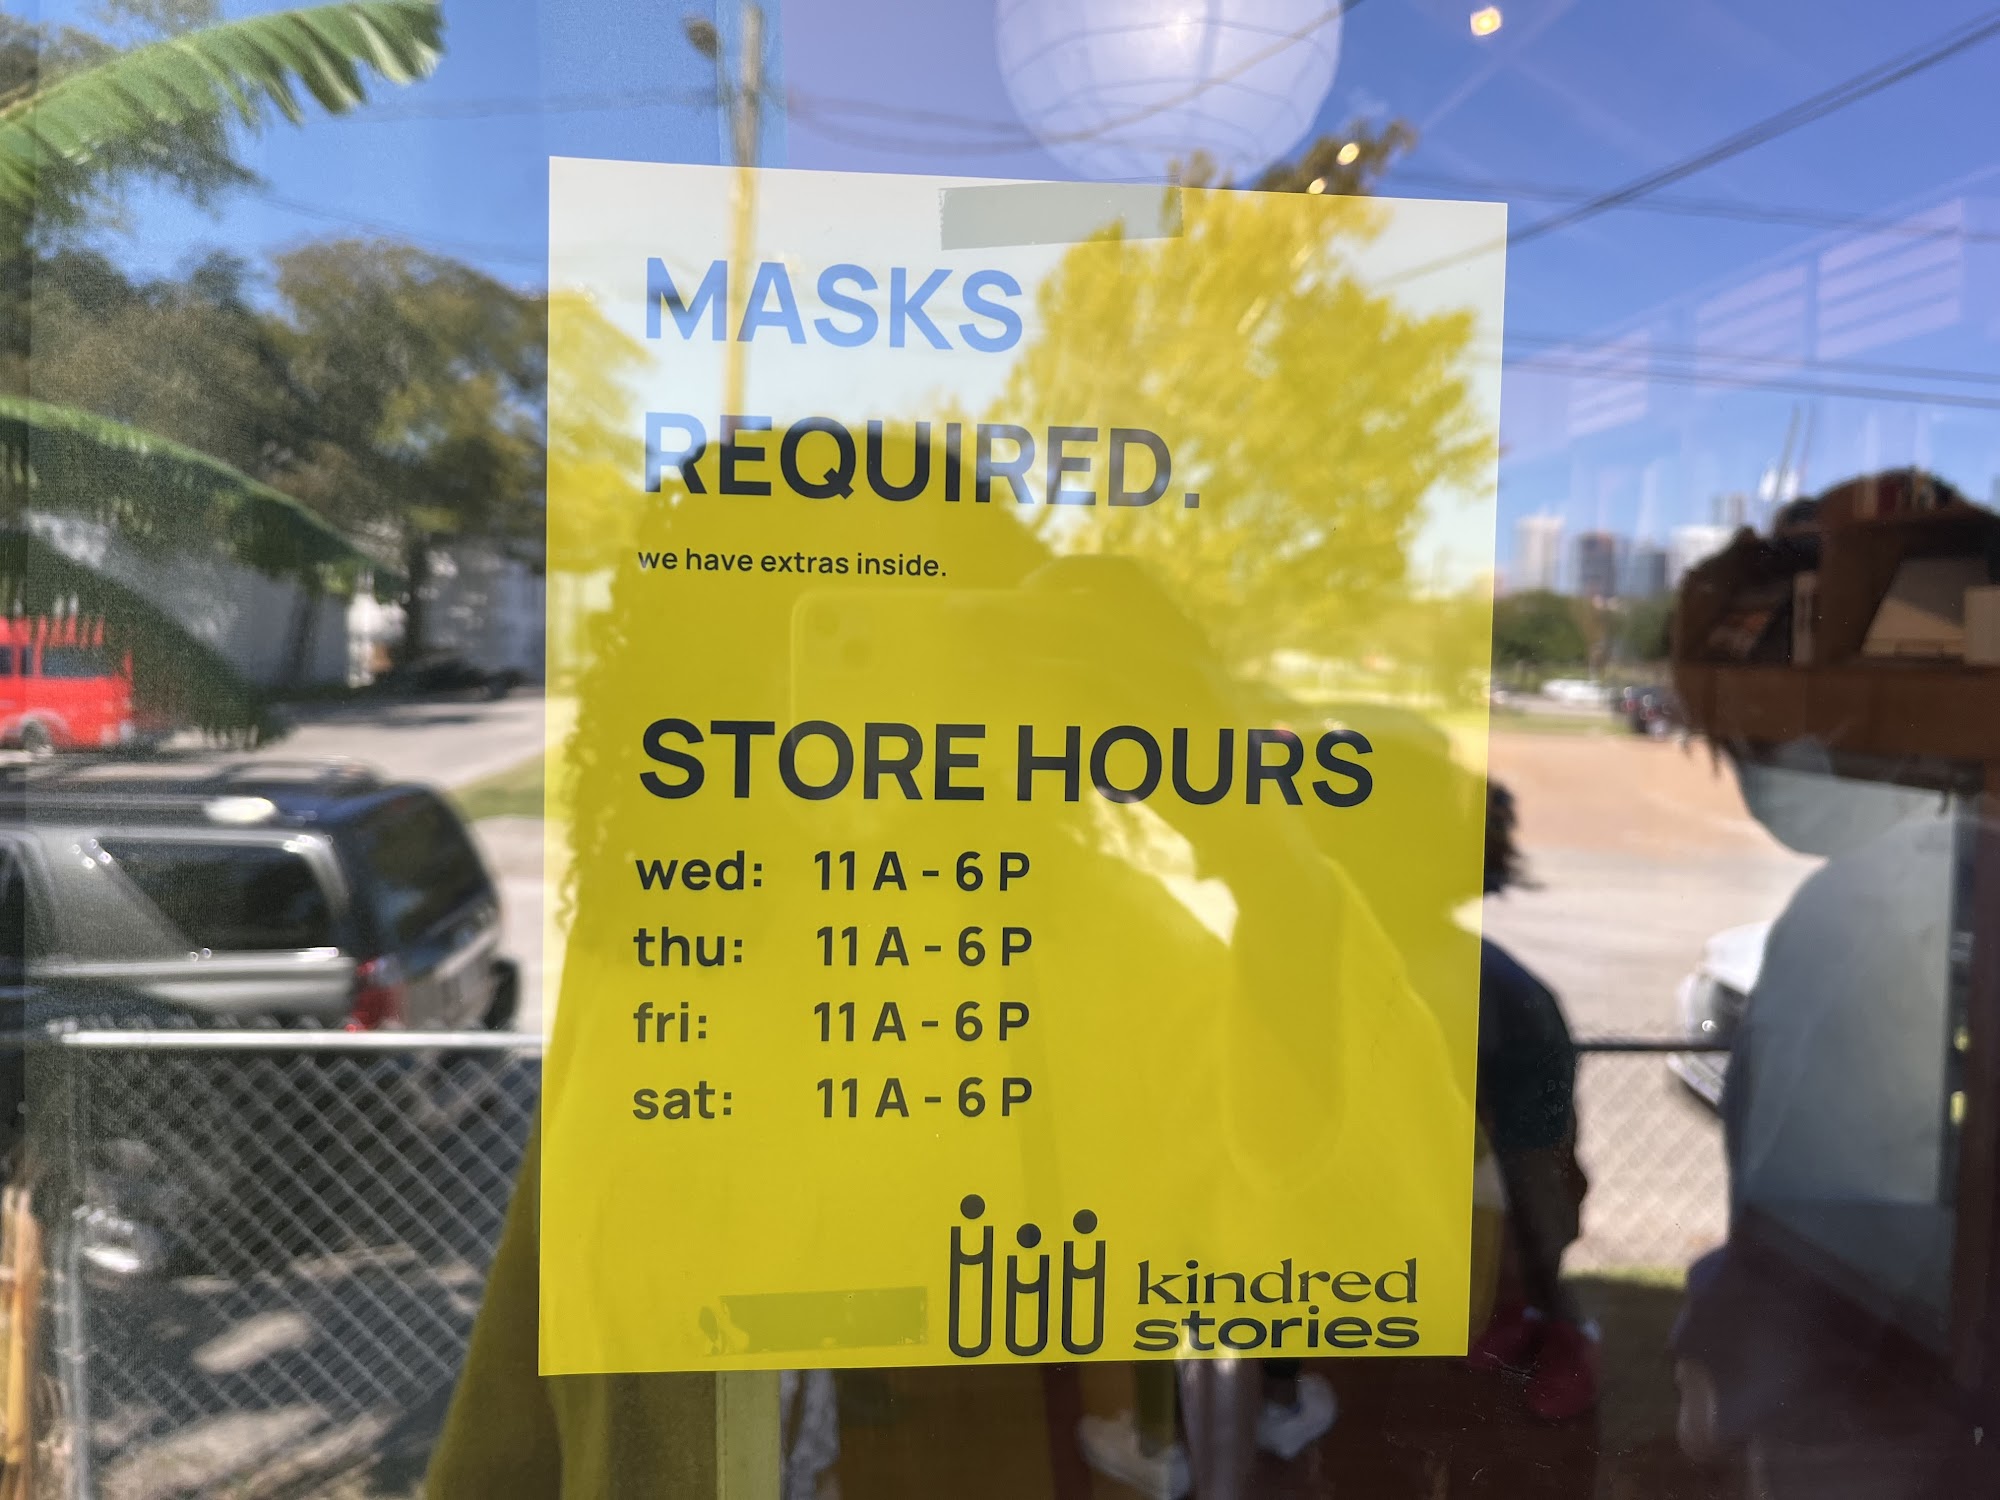 MASKS
REQUIRED.
we have extras inside.
STORE HOURS
wed: 11 A - 6 P
thu: 11 A - 6 P
fri: 11 A - 6 P
sat: 11 A - 6 P
kindred
stories